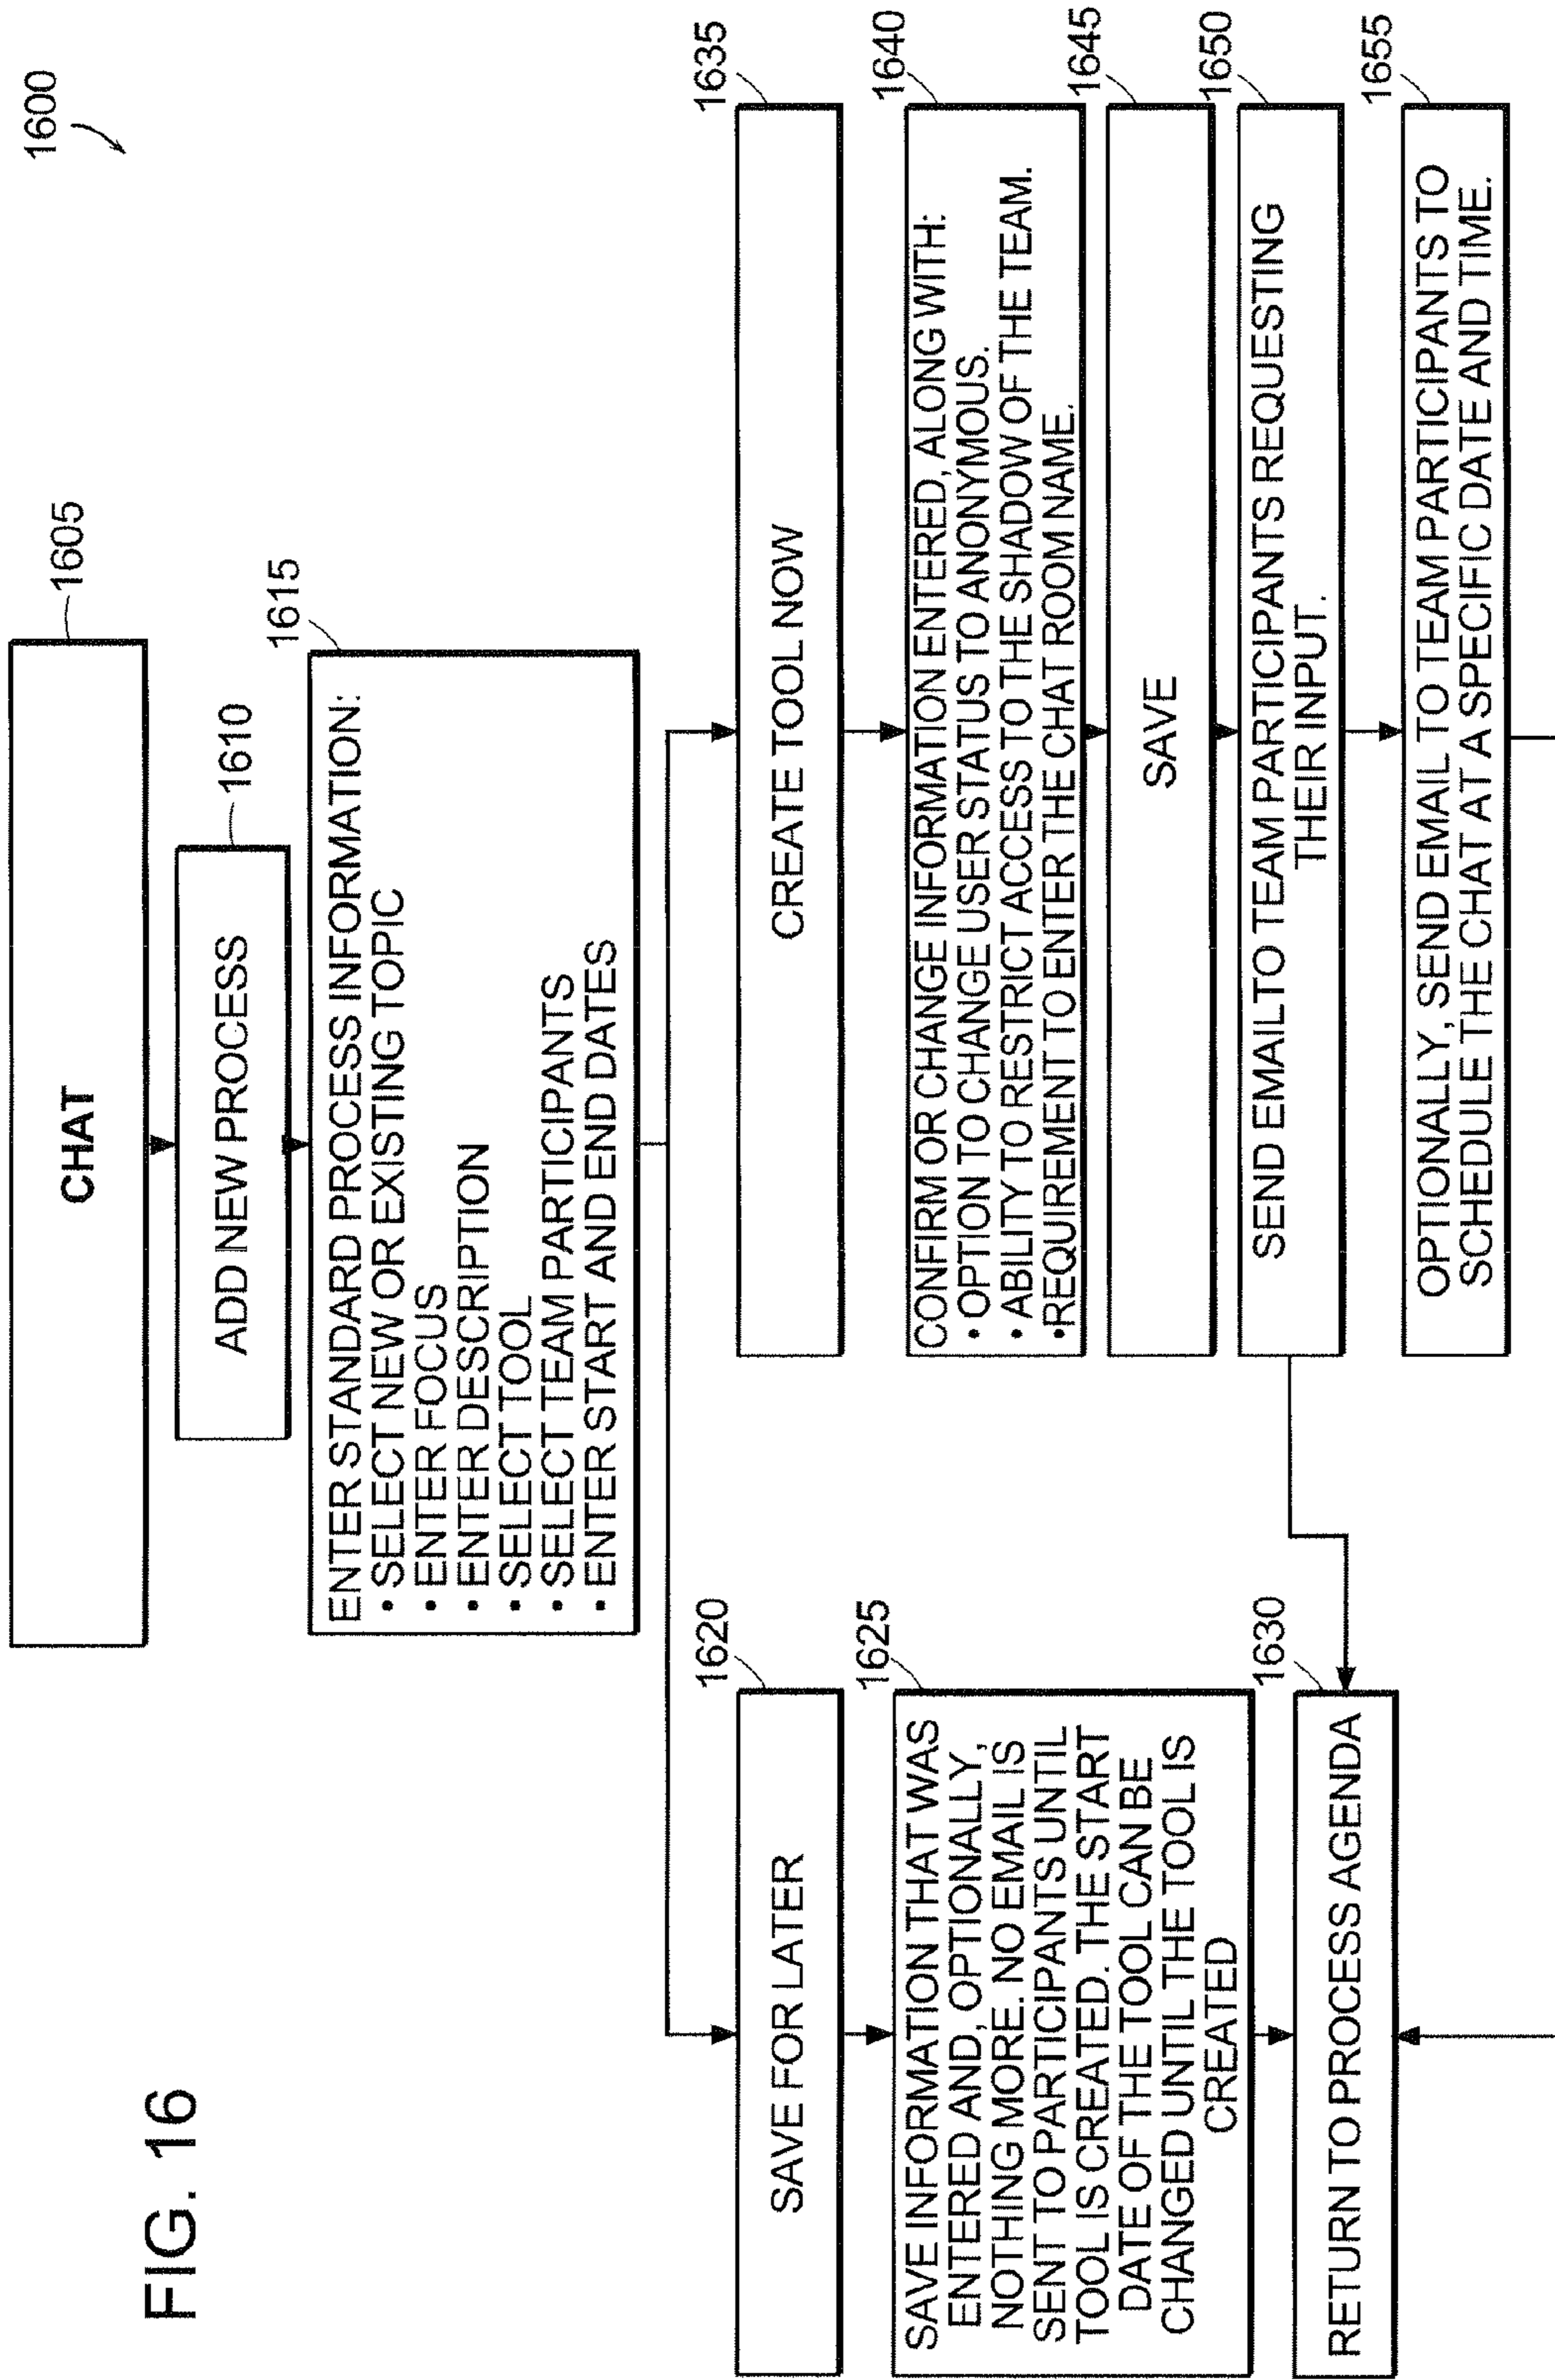 FIG. 16
1600
CHAT
1605
ADD NEW PROCESS
1610
ENTER STANDARD PROCESS INFORMATION:
• SELECT NEW OR EXISTING TOPIC
• ENTER FOCUS
• ENTER DESCRIPTION
• SELECT TOOL
• SELECT TEAM PARTICIPANTS
• ENTER START AND END DATES
1615
SAVE FOR LATER
1620
SAVE INFORMATION THAT WAS
ENTERED AND, OPTIONALLY,
NOTHING MORE. NO EMAIL IS
SENT TO PARTICIPANTS UNTIL
TOOL IS CREATED. THE START
DATE OF THE TOOL CAN BE
CHANGED UNTIL THE TOOL IS
CREATED
1625
RETURN TO PROCESS AGENDA
1630
CREATE TOOL NOW
1635
CONFIRM OR CHANGE INFORMATION ENTERED, ALONG WITH:
• OPTION TO CHANGE USER STATUS TO ANONYMOUS.
• ABILITY TO RESTRICT ACCESS TO THE SHADOW OF THE TEAM.
• REQUIREMENT TO ENTER THE CHAT ROOM NAME.
1640
SAVE
1645
SEND EMAIL TO TEAM PARTICIPANTS REQUESTING
THEIR INPUT.
1650
OPTIONALLY, SEND EMAIL TO TEAM PARTICIPANTS TO
SCHEDULE THE CHAT AT A SPECIFIC DATE AND TIME.
1655